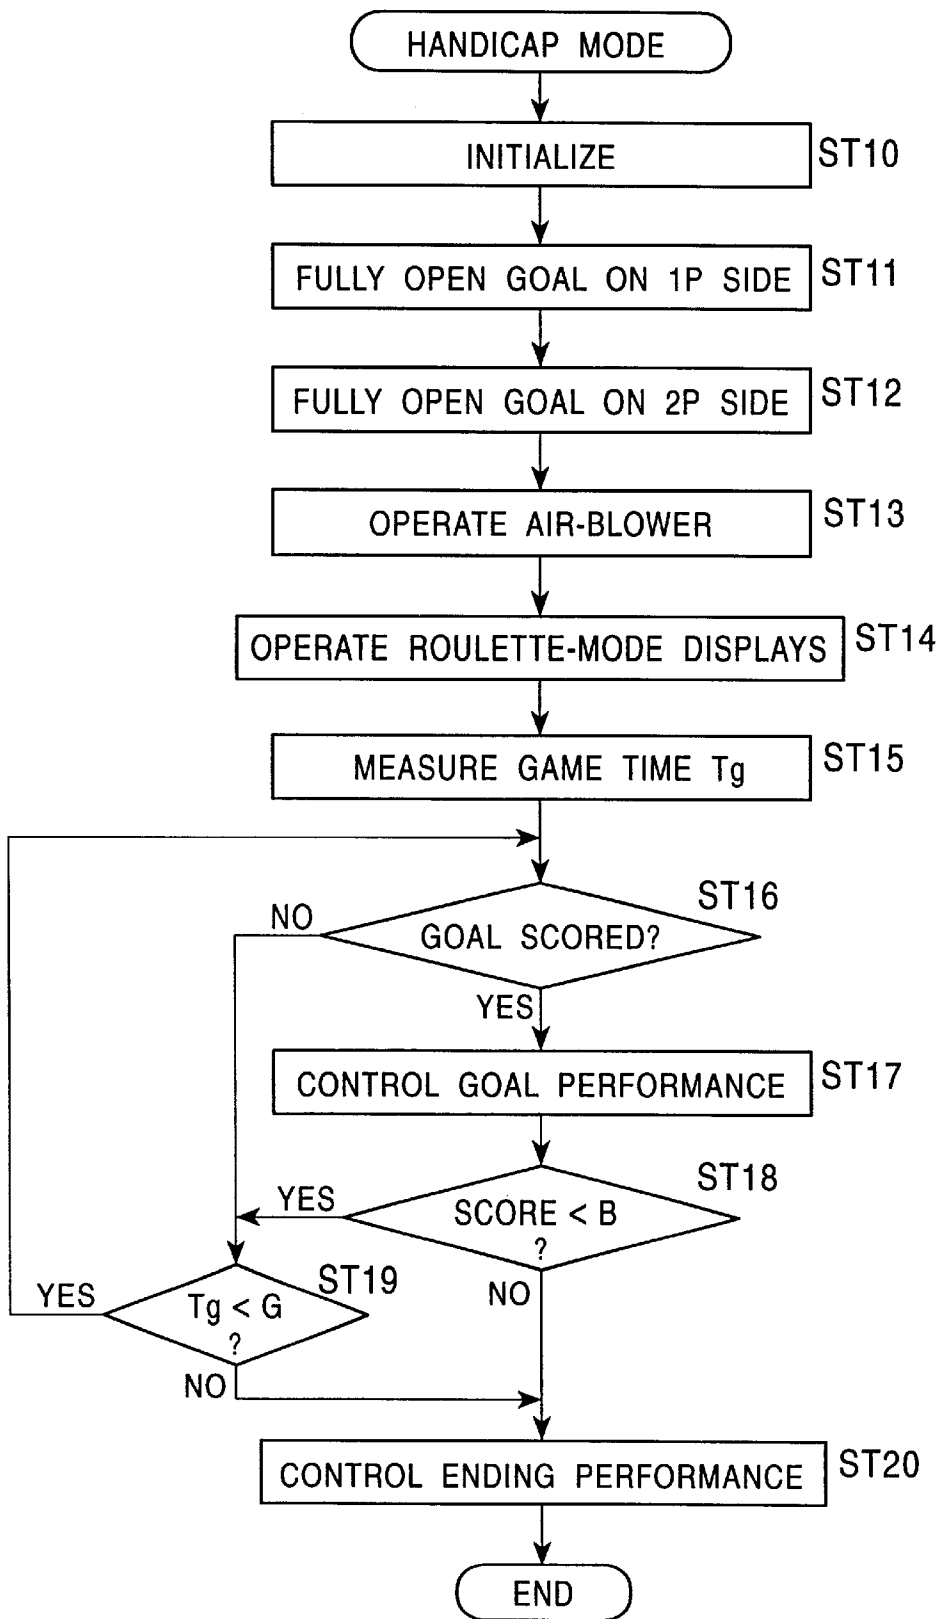 HANDICAP MODE
INITIALIZE
ST10
FULLY OPEN GOAL ON 1P SIDE
ST11
FULLY OPEN GOAL ON 2P SIDE
ST12
OPERATE AIR-BLOWER
ST13
OPERATE ROULETTE-MODE DISPLAYS
ST14
MEASURE GAME TIME Tg
ST15
ST16
NO
GOAL SCORED?
YES
CONTROL GOAL PERFORMANCE
ST17
ST18
YES
SCORE < B
?
NO
ST19
YES
Tg < G
?
NO
CONTROL ENDING PERFORMANCE
ST20
END